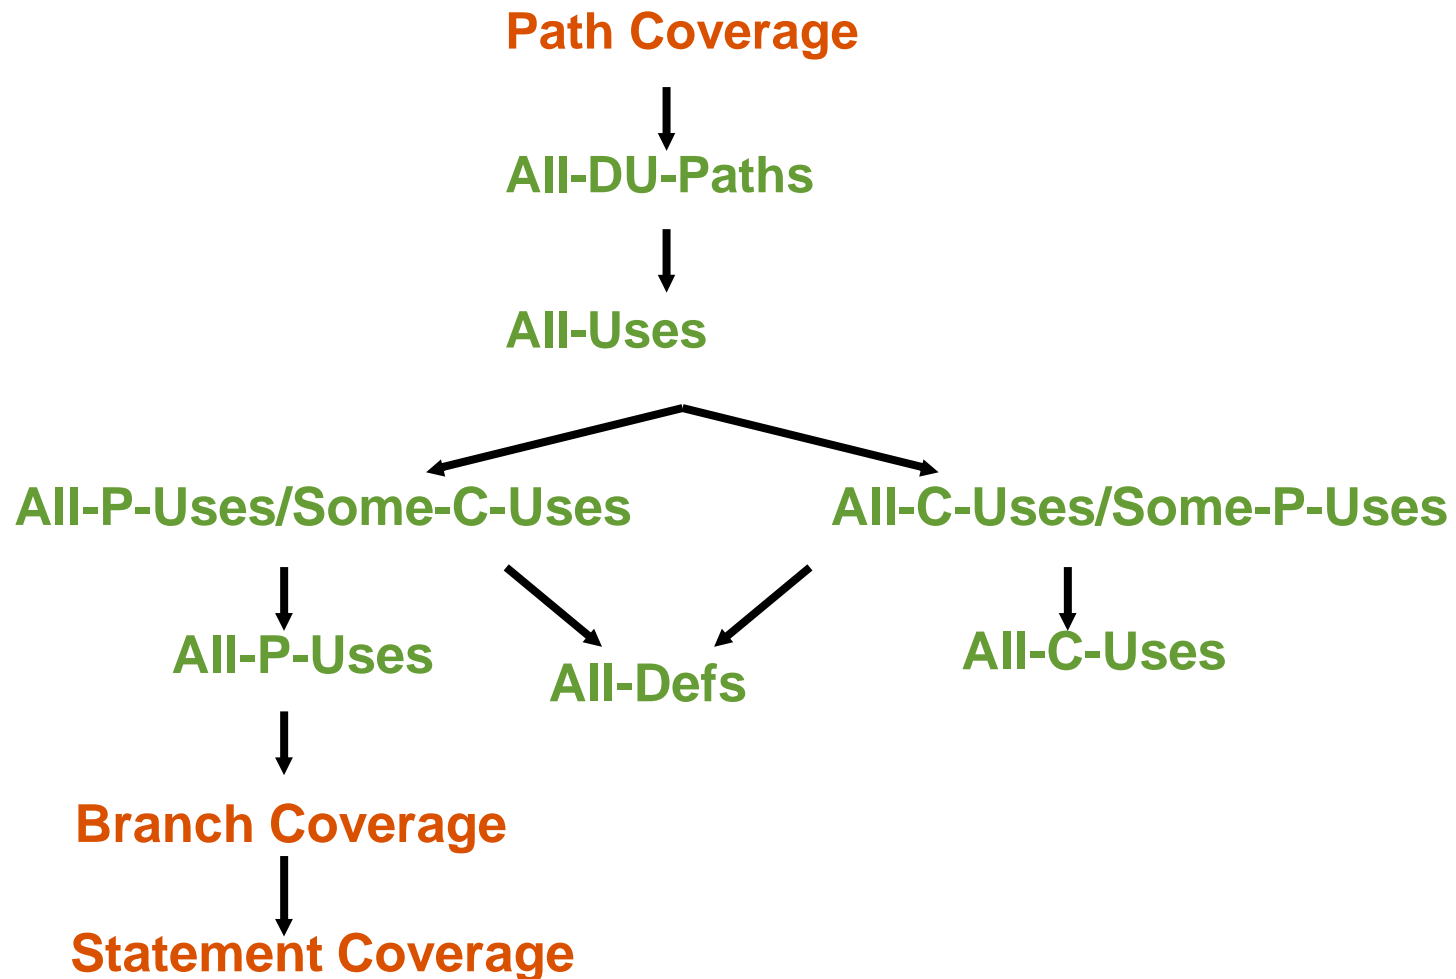 Path Coverage
All-DU-Paths
All-Uses
All-P-Uses/Some-C-Uses
All-C-Uses/Some-P-Uses
All-P-Uses
All-Defs
All-C-Uses
Branch Coverage
Statement Coverage